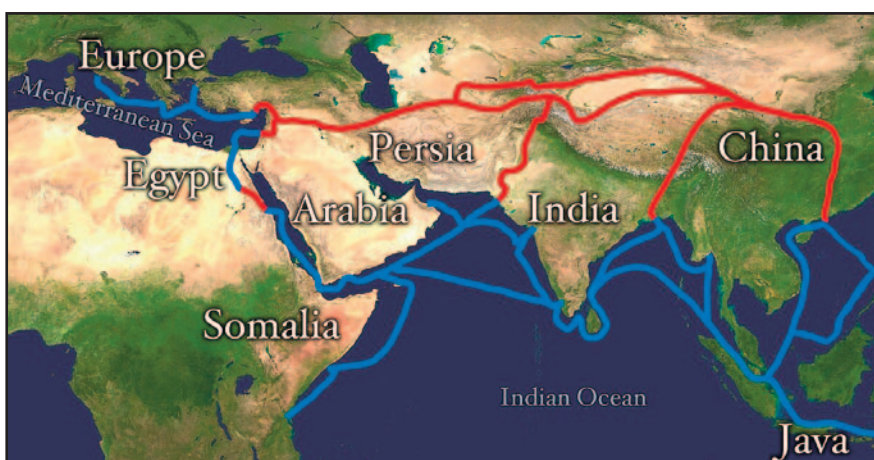 Europe
Mediterranean Sea
Egypt
Persia
China
Arabia
India
Somalia
Indian Ocean
Java